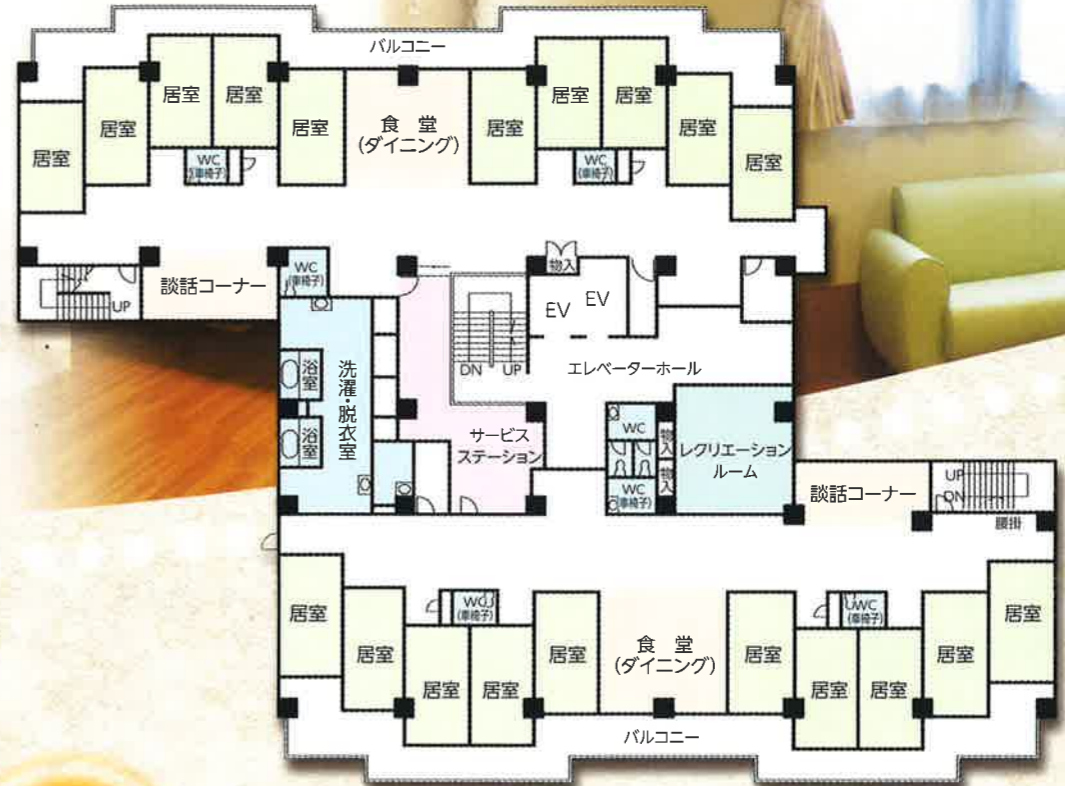 バルコニー
居室
居室
居室
居室
居室
食 堂
(ダイニング)
居室
居室
居室
居室
居室
WC
(車椅子)
WC
(車椅子)
談話コーナー
UP
WC
(車椅子)
物入
EV
EV
DN
UP
エレベーターホール
浴室
浴室
洗濯・脱衣室
サービス
ステーション
WC
物入
物入
WC
(車椅子)
レクリエーション
ルーム
談話コーナー
UP
DN
腰掛
WC
(車椅子)
WC
(車椅子)
居室
居室
居室
居室
居室
食 堂
(ダイニング)
居室
居室
居室
居室
居室
バルコニー